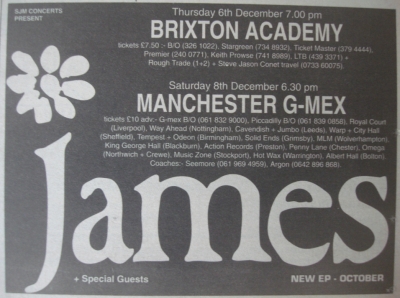 SJM CONCERTS
PRESENT
Thursday 6th December 7.00 pm
BRIXTON ACADEMY
tickets £7.50 :- B/O (326 1022), Stargreen (734 8932), Ticket Master (379 4444),
Premier (240 0771), Keith Prowse (741 8989), LTB (439 3371) +
Rough Trade (1+2) + Steve Jason Conet travel (0733 60075).
Saturday 8th December 6.30 pm
MANCHESTER G-MEX
tickets £10 adv:- G-mex B/O (061 832 9000), Piccadilly B/O (061 839 0858), Royal Court
(Liverpool), Way Ahead (Nottingham), Cavendish + Jumbo (Leeds), Warp + City Hall
(Sheffield), Tempest + Odeon (Birmingham), Solid Ends (Grimsby), MLM (Wolverhampton),
King George Hall (Blackburn), Action Records (Preston), Penny Lane (Chester), Omega
(Northwich + Crewe), Music Zone (Stockport), Hot Wax (Warrington), Albert Hall (Bolton).
Coaches:- Seemore (061 969 4959), Argon (0642 896 868).
James
+ Special Guests
NEW EP - OCTOBER